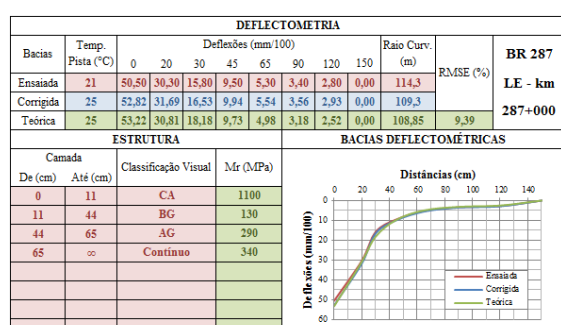 DEFLECTOMETRIA
Bacias Temp. Pista (°C) Deflexões (mm/100) Raio Curv. (m) RMSE (%) BR 287
0 20 30 45 65 90 120 150
Ensaiada 21 50,50 30,30 15,80 9,50 5,30 3,40 2,80 0,00 114,3 LE - km
Corrigida 25 52,82 31,69 16,53 9,94 5,54 3,56 2,93 0,00 109,3
Teórica 25 53,22 30,81 18,18 9,73 4,98 3,18 2,52 0,00 108,85 9,39 287+000
ESTRUTURA BACIAS DEFLECTOMÉTRICAS
Camada Classificação Visual Mr (MPa)
De (cm) Até (cm)
0 11 CA 1100
11 44 BG 130
44 65 AG 290
65 ∞ Contínuo 340
Distâncias (cm)
0 20 40 60 80 100 120 140
Deflexões (mm/100)
0
10
20
30
40
50
60
Ensaiada
Corrigida
Teórica